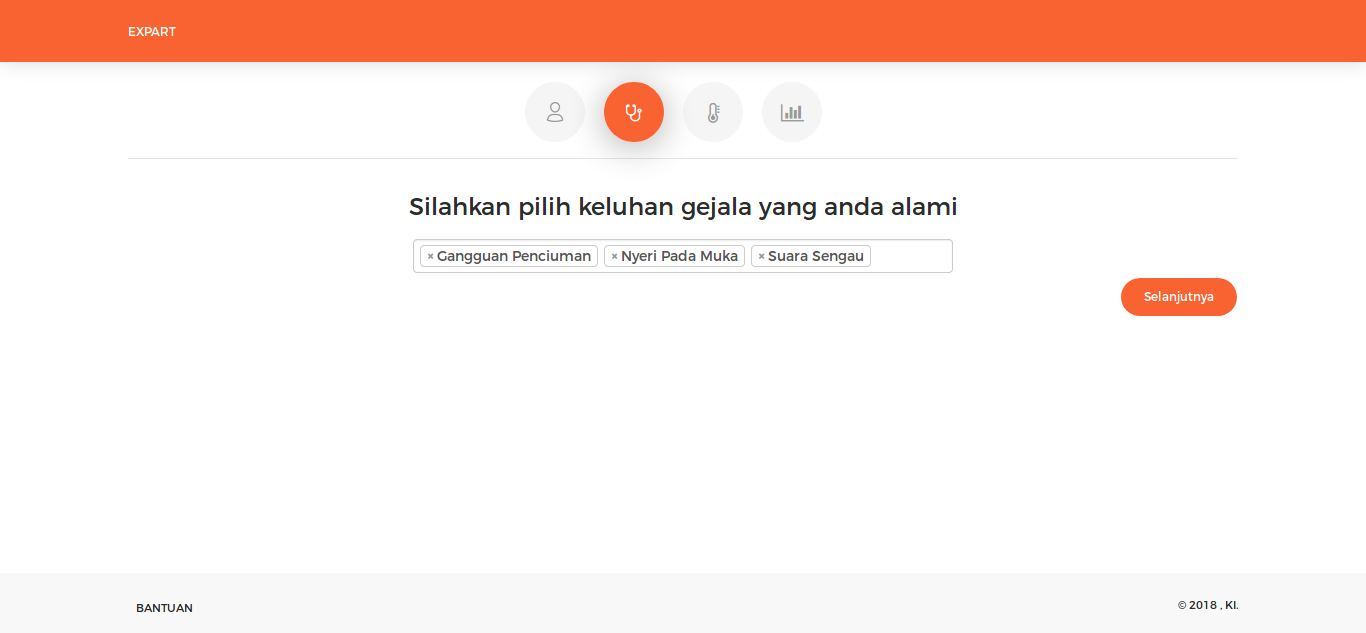 EXPART
Silahkan pilih keluhan gejala yang anda alami
× Gangguan Penciuman × Nyeri Pada Muka × Suara Sengau
Selanjutnya
BANTUAN
© 2018 , KI.